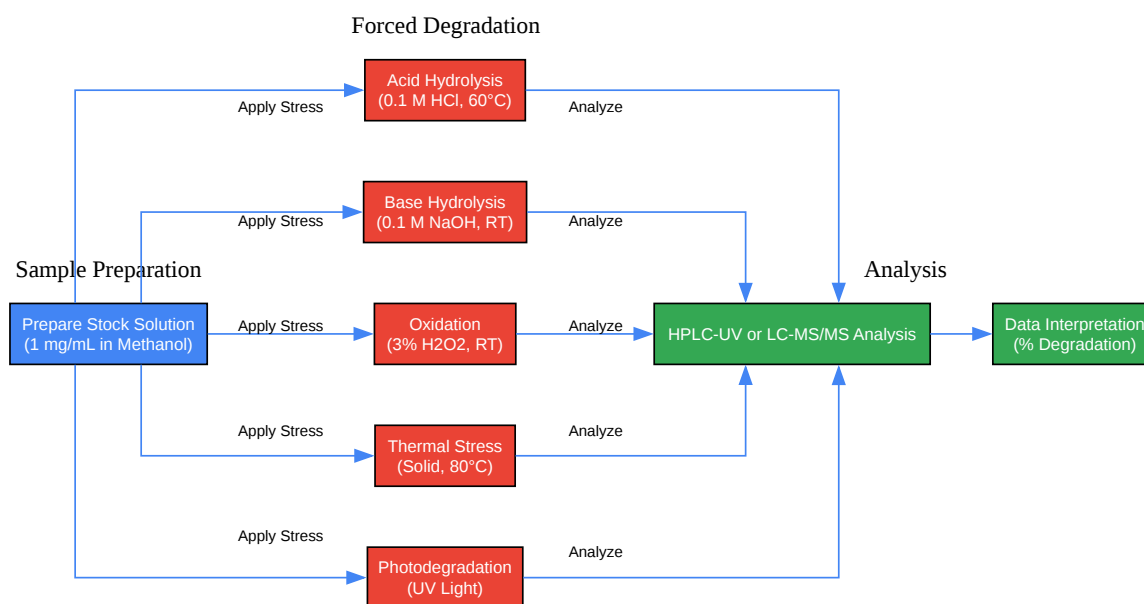 Forced Degradation
Acid Hydrolysis
(0.1 M HCl, 60°C)
Apply Stress
Analyze
Base Hydrolysis
(0.1 M NaOH, RT)
Apply Stress
Analyze
Sample Preparation
Analysis
Prepare Stock Solution
(1 mg/mL in Methanol)
Apply Stress
Oxidation
(3% H2O2, RT)
Analyze
HPLC-UV or LC-MS/MS Analysis
Data Interpretation
(% Degradation)
Apply Stress
Thermal Stress
(Solid, 80°C)
Analyze
Apply Stress
Photodegradation
(UV Light)
Analyze